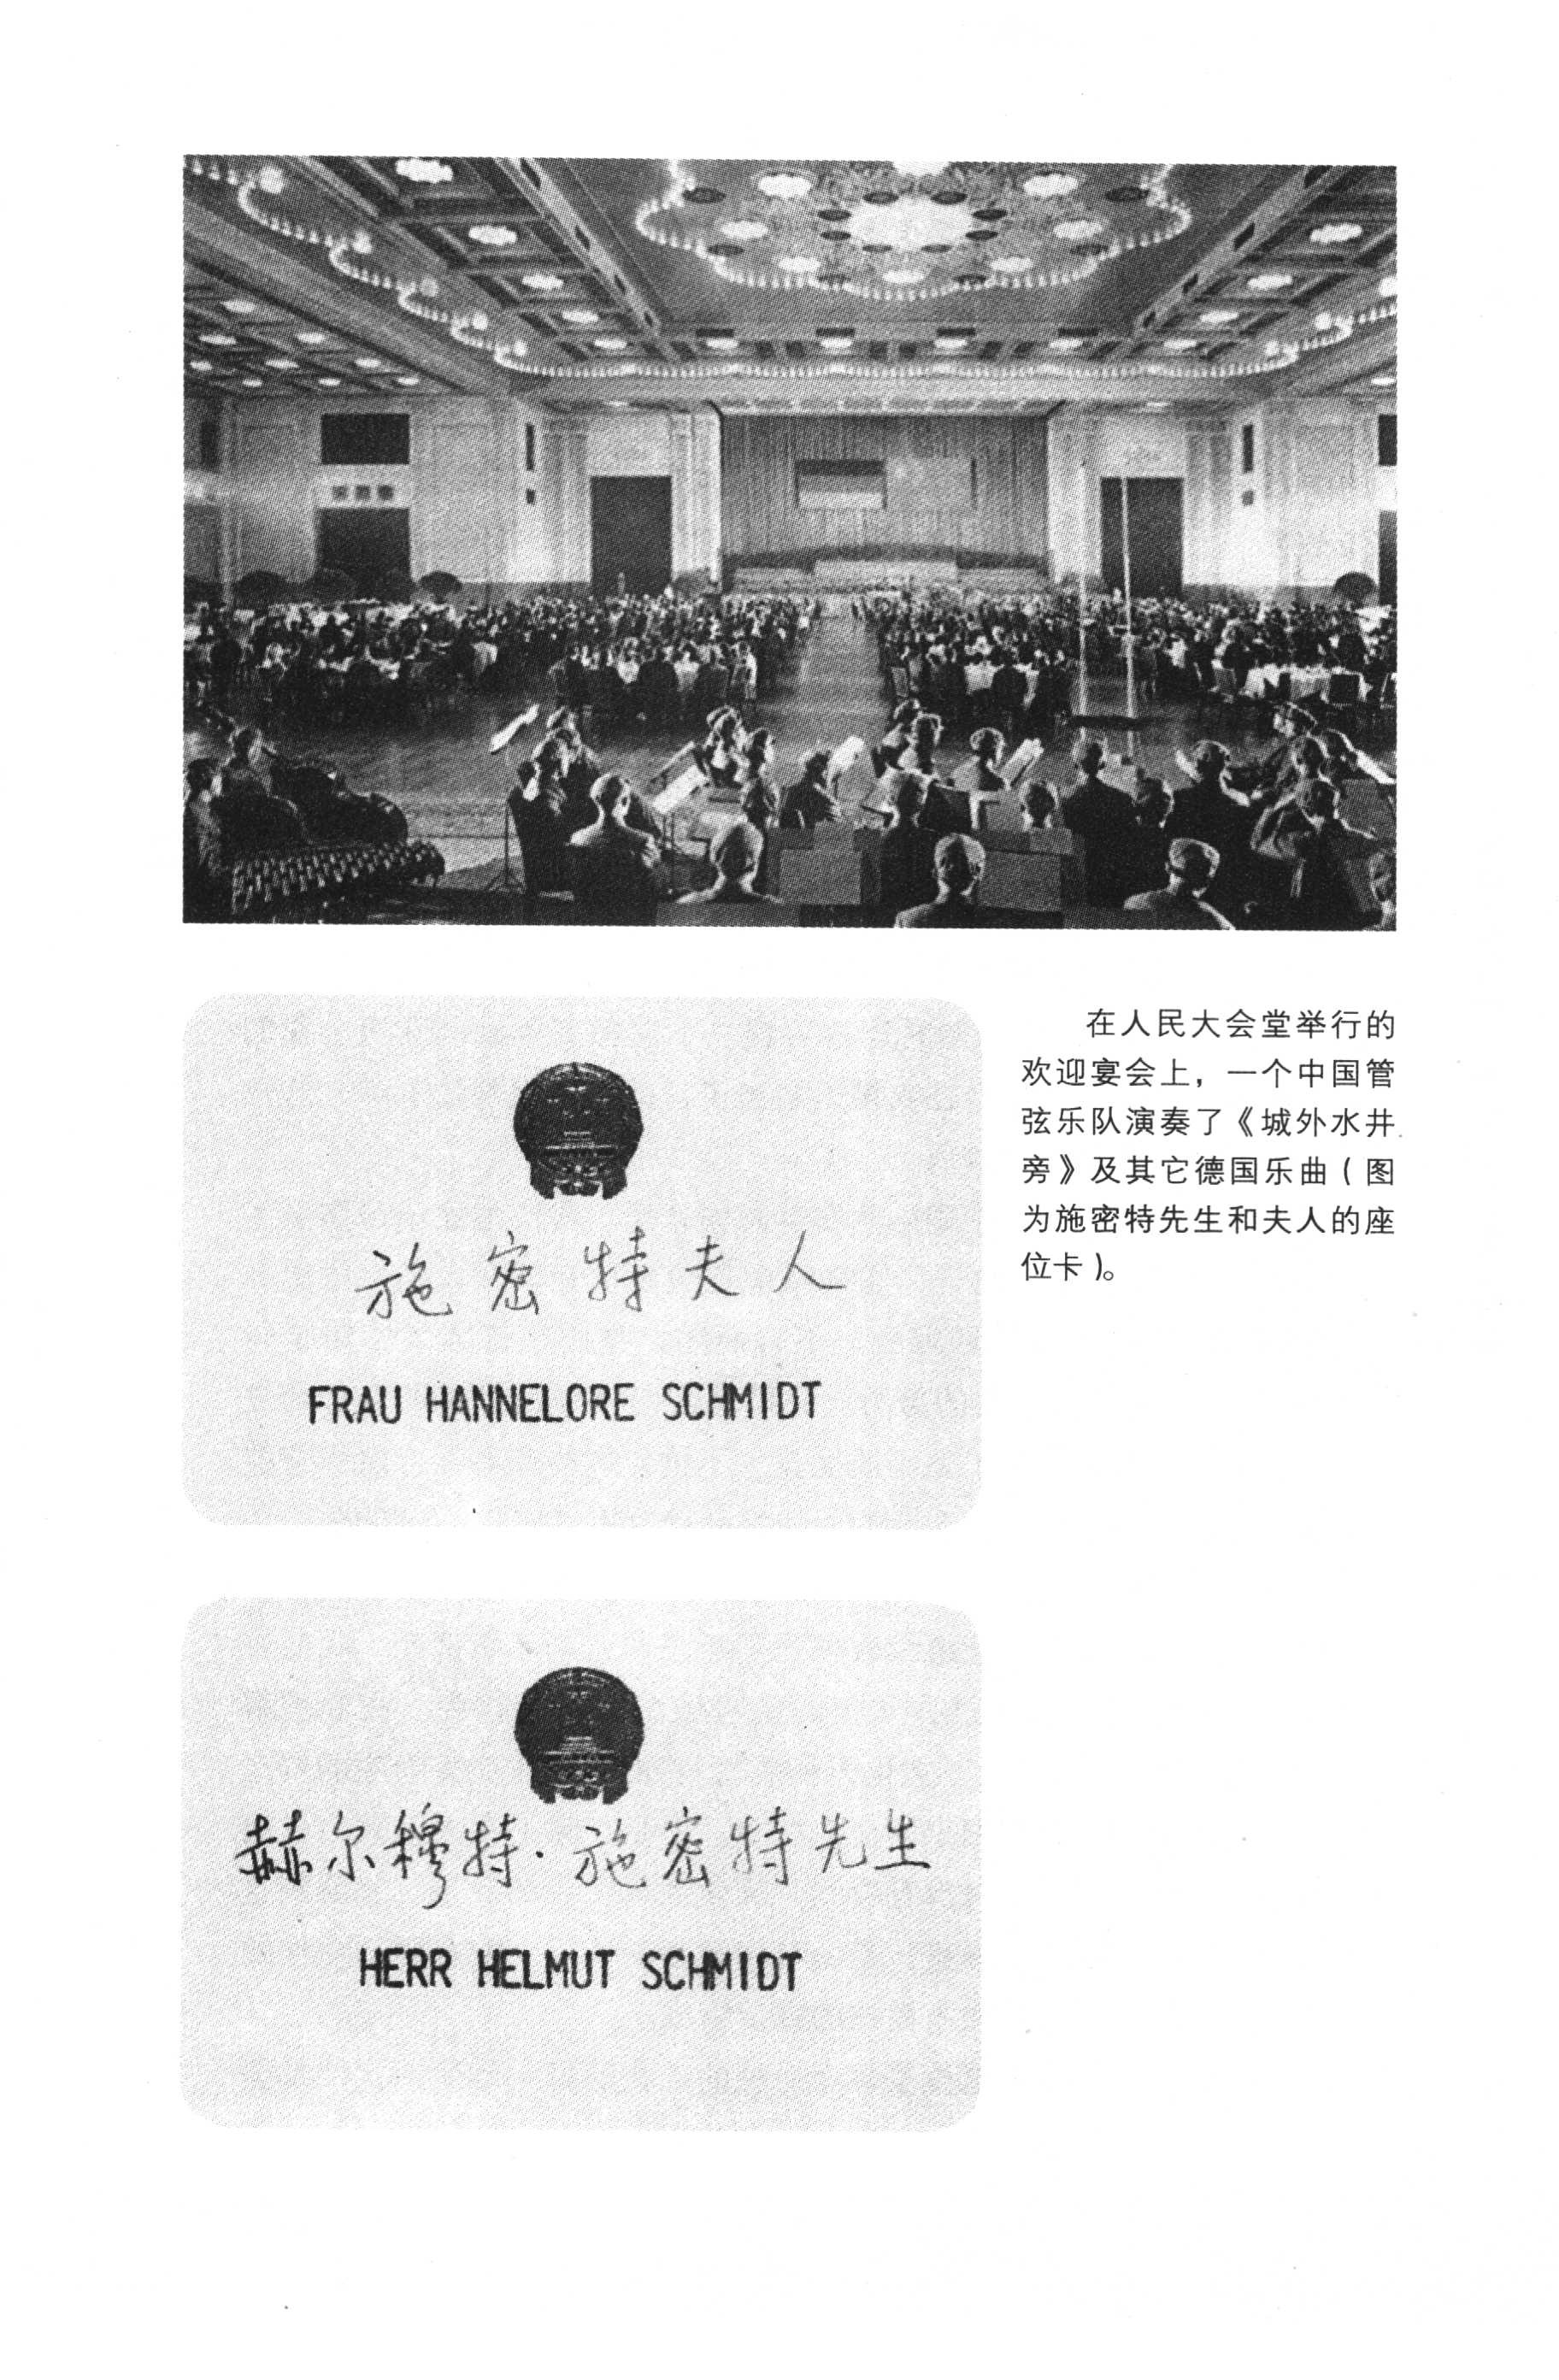 在人民大会堂举行的
欢迎宴会上，一个中国管
弦乐队演奏了《城外水井
旁》及其它德国乐曲（图
为施密特先生和夫人的座
位卡）。
施密特夫人
FRAU HANNELORE SCHMIDT
赫尔穆特·施密特先生
HERR HELMUT SCHMIDT